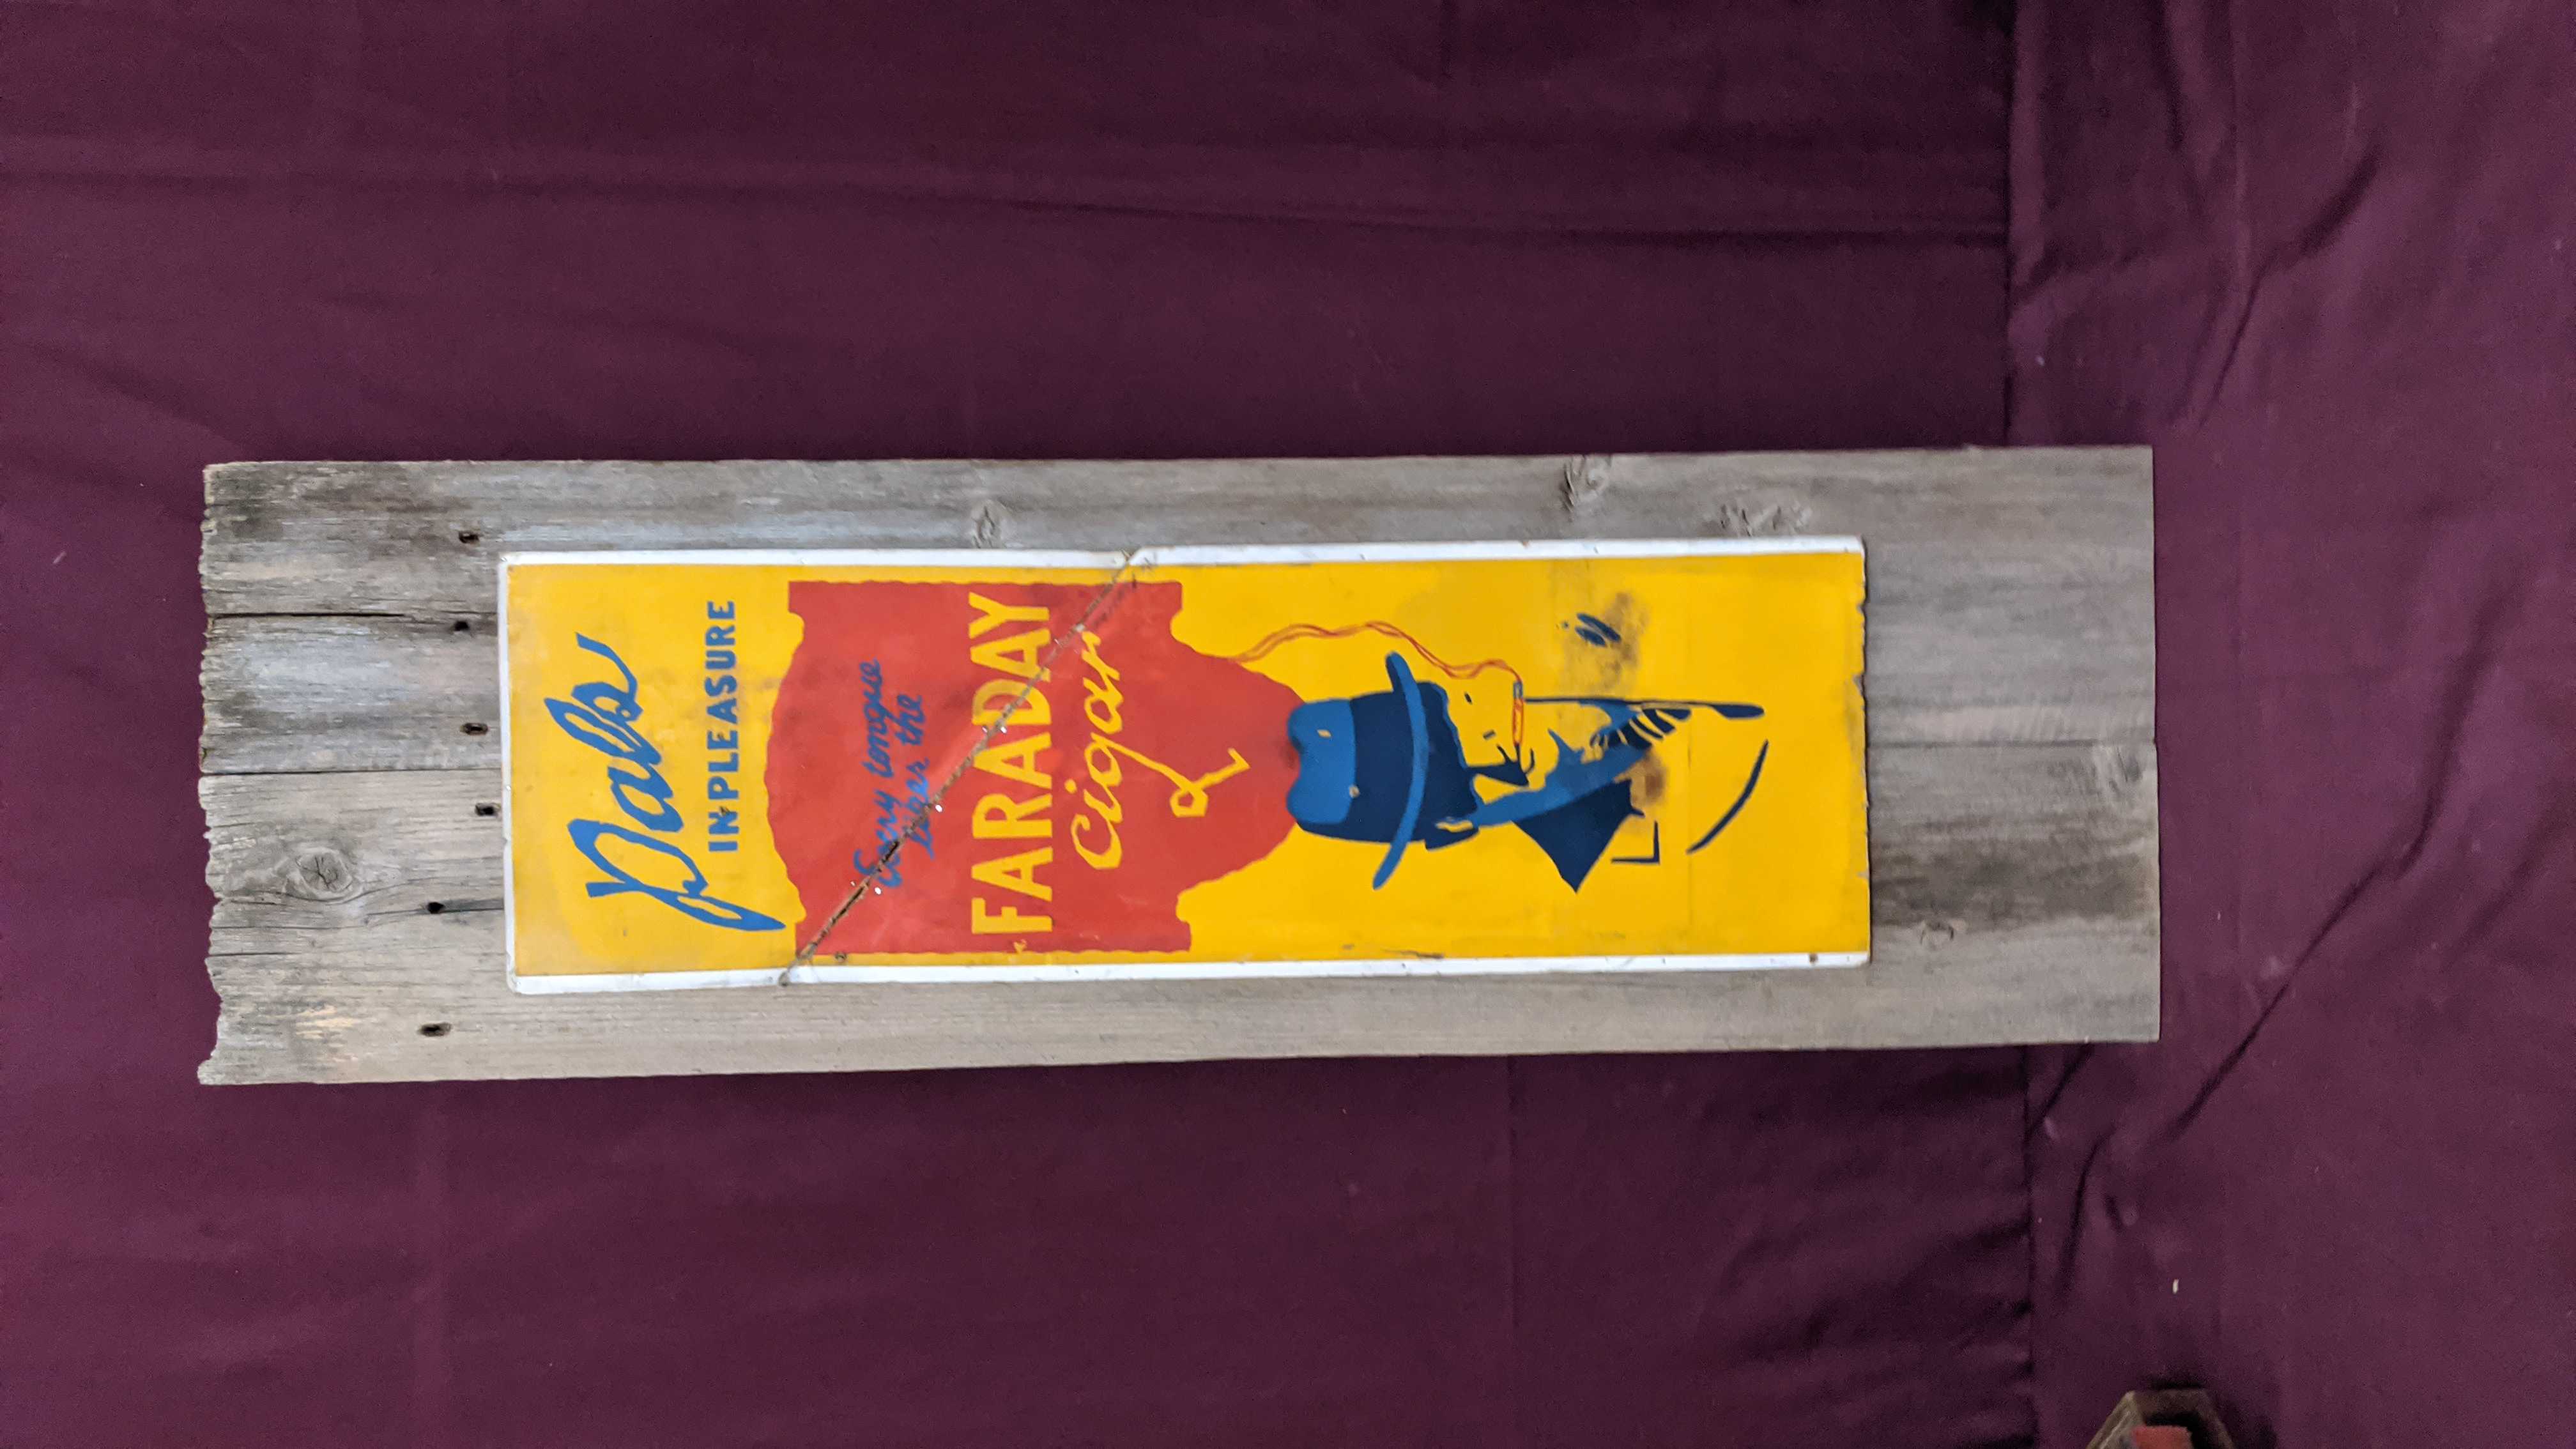 Pals
IN PLEASURE
Every tongue
likes the
FARADAY
Cigar